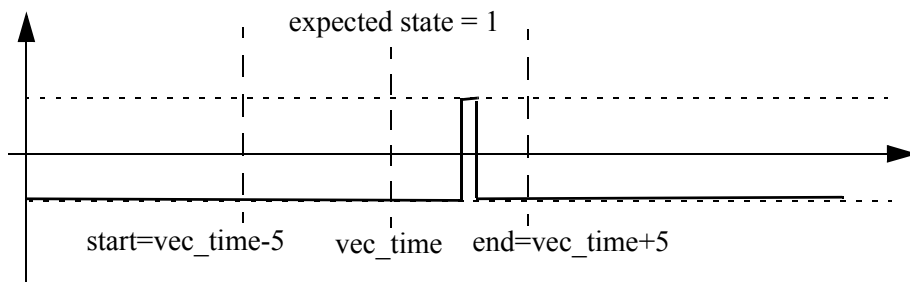 expected state = 1
start=vec_time-5
vec_time
end=vec_time+5